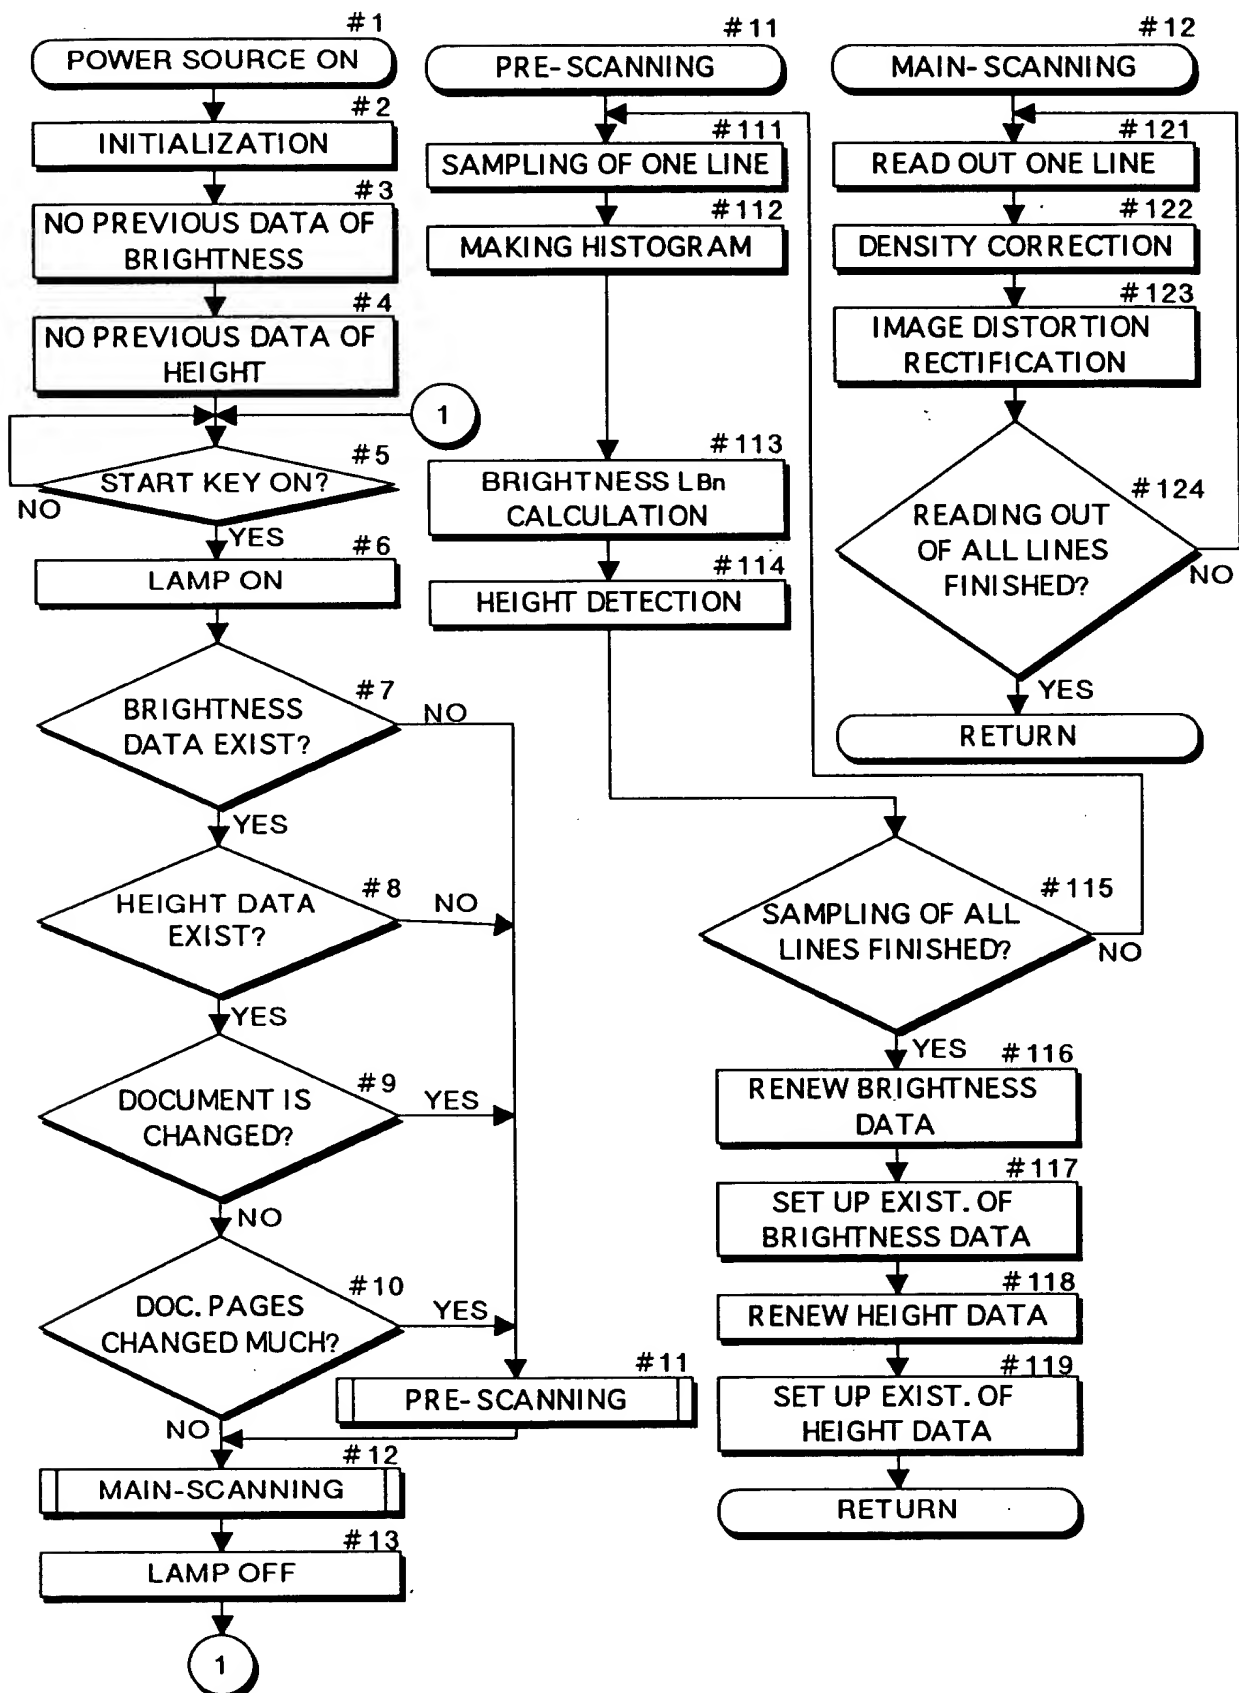 #1
POWER SOURCE ON
#2
INITIALIZATION
#3
NO PREVIOUS DATA OF
BRIGHTNESS
#4
NO PREVIOUS DATA OF
HEIGHT
1
#5
START KEY ON?
NO
YES
#6
LAMP ON
#7
BRIGHTNESS
DATA EXIST?
NO
YES
#8
HEIGHT DATA
EXIST?
NO
YES
#9
DOCUMENT IS
CHANGED?
YES
NO
#10
DOC. PAGES
CHANGED MUCH?
YES
NO
#11
PRE-SCANNING
#12
MAIN-SCANNING
#13
LAMP OFF
1
#11
PRE-SCANNING
#111
SAMPLING OF ONE LINE
#112
MAKING HISTOGRAM
#113
BRIGHTNESS LBn
CALCULATION
#114
HEIGHT DETECTION
#115
SAMPLING OF ALL
LINES FINISHED?
NO
YES
#116
RENEW BRIGHTNESS
DATA
#117
SET UP EXIST. OF
BRIGHTNESS DATA
#118
RENEW HEIGHT DATA
#119
SET UP EXIST. OF
HEIGHT DATA
RETURN
#12
MAIN-SCANNING
#121
READ OUT ONE LINE
#122
DENSITY CORRECTION
#123
IMAGE DISTORTION
RECTIFICATION
#124
READING OUT
OF ALL LINES
FINISHED?
NO
YES
RETURN